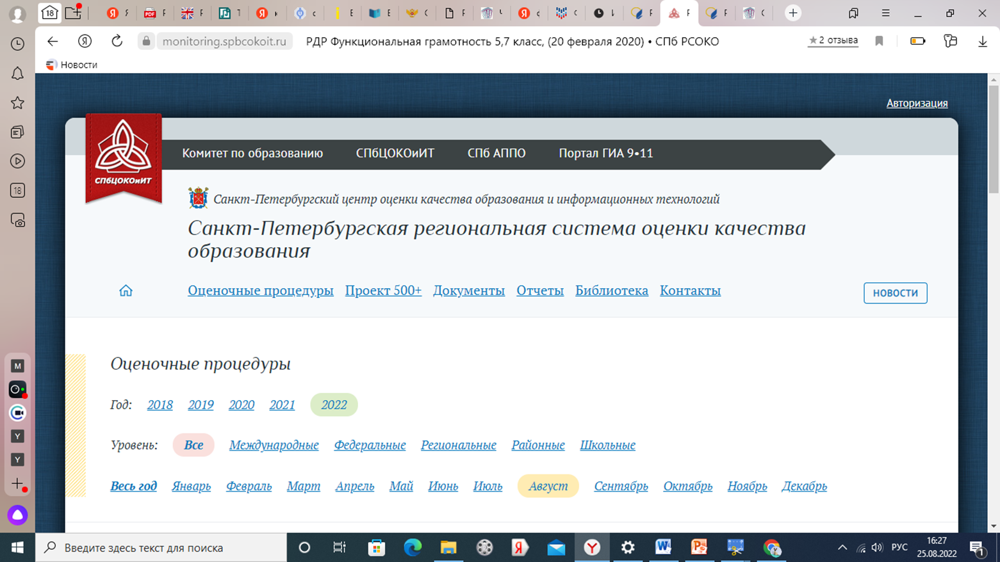 18
monitoring.spbcokoit.ru РДР Функциональная грамотность 5,7 класс, (20 февраля 2020) • СПб РСОКО ★ 2 отзыва
Новости
Авторизация
СПбЦОКОиИТ
Комитет по образованию СПбЦОКОиИТ СПб АППО Портал ГИА 9•11
Санкт-Петербургский центр оценки качества образования и информационных технологий
Санкт-Петербургская региональная система оценки качества
образования
Оценочные процедуры Проект 500+ Документы Отчеты Библиотека Контакты НОВОСТИ
Оценочные процедуры
Год: 2018 2019 2020 2021 2022
Уровень: Все Международные Федеральные Региональные Районные Школьные
Весь год Январь Февраль Март Апрель Май Июнь Июль Август Сентябрь Октябрь Ноябрь Декабрь
18
M
Y
Y
Введите здесь текст для поиска
РУС
16:27
25.08.2022
1